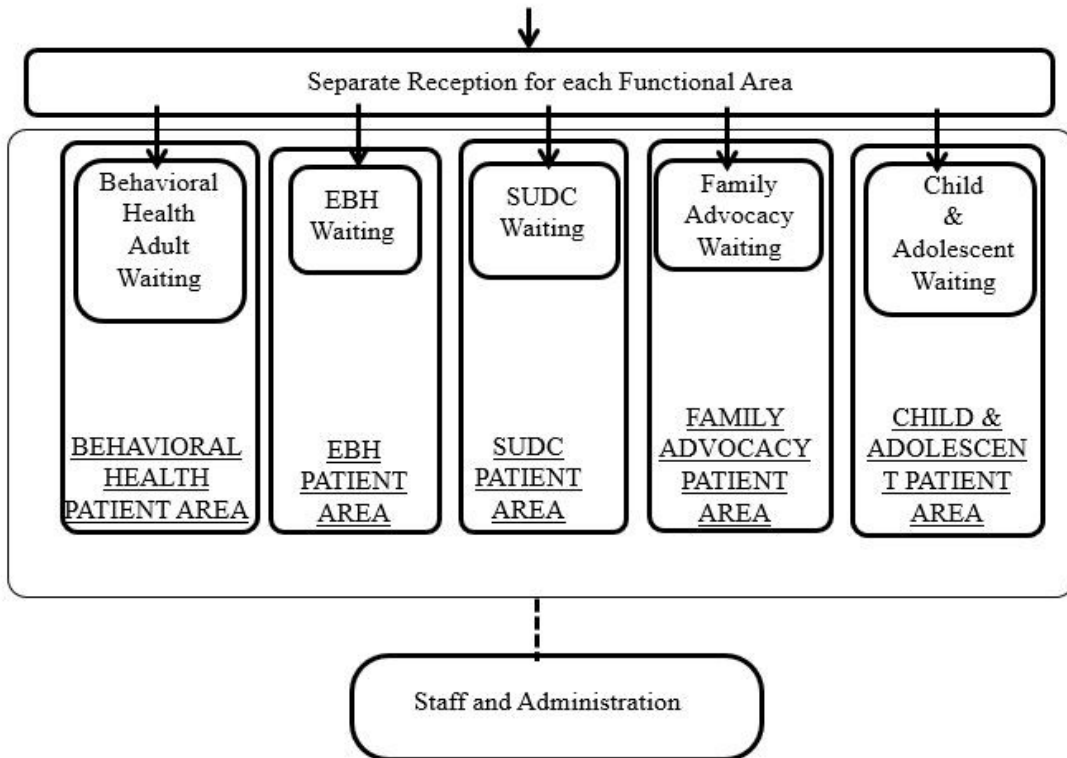 Separate Reception for each Functional Area
Behavioral
Health
Adult
Waiting
EBH
Waiting
SUDC
Waiting
Family
Advocacy
Waiting
Child
&
Adolescent
Waiting
BEHAVIORAL
HEALTH
PATIENT AREA
EBH
PATIENT
AREA
SUDC
PATIENT
AREA
FAMILY
ADVOCACY
PATIENT
AREA
CHILD &
ADOLESCEN
T PATIENT
AREA
Staff and Administration